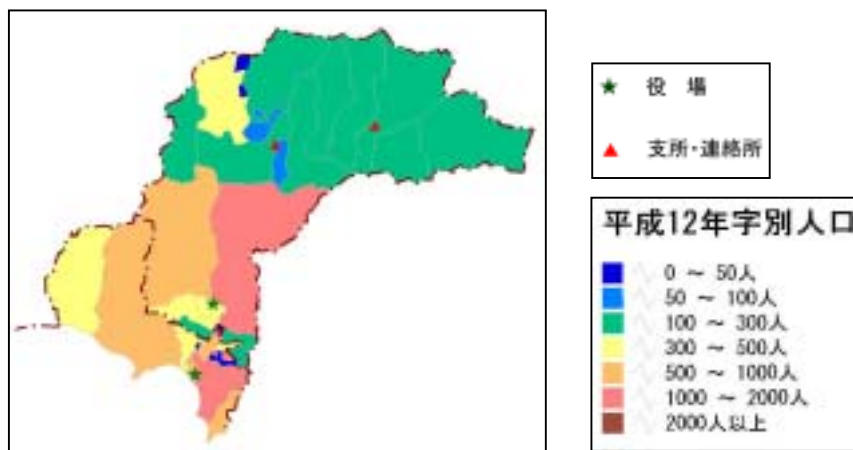 役 場
支所・連絡所
平成12年字別人口
0 ～ 50人
50 ～ 100人
100 ～ 300人
300 ～ 500人
500 ～ 1000人
1000 ～ 2000人
2000人以上